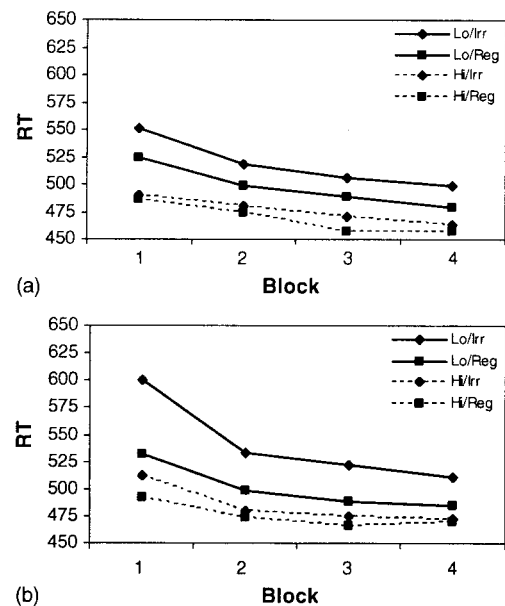 650
625
600
575
550
525
500
475
450
RT
Lo/Irr
Lo/Reg
Hi/Irr
Hi/Reg
1 2 3 4
(a)
Block
650
625
600
575
550
525
500
475
450
RT
Lo/Irr
Lo/Reg
Hi/Irr
Hi/Reg
1 2 3 4
(b)
Block